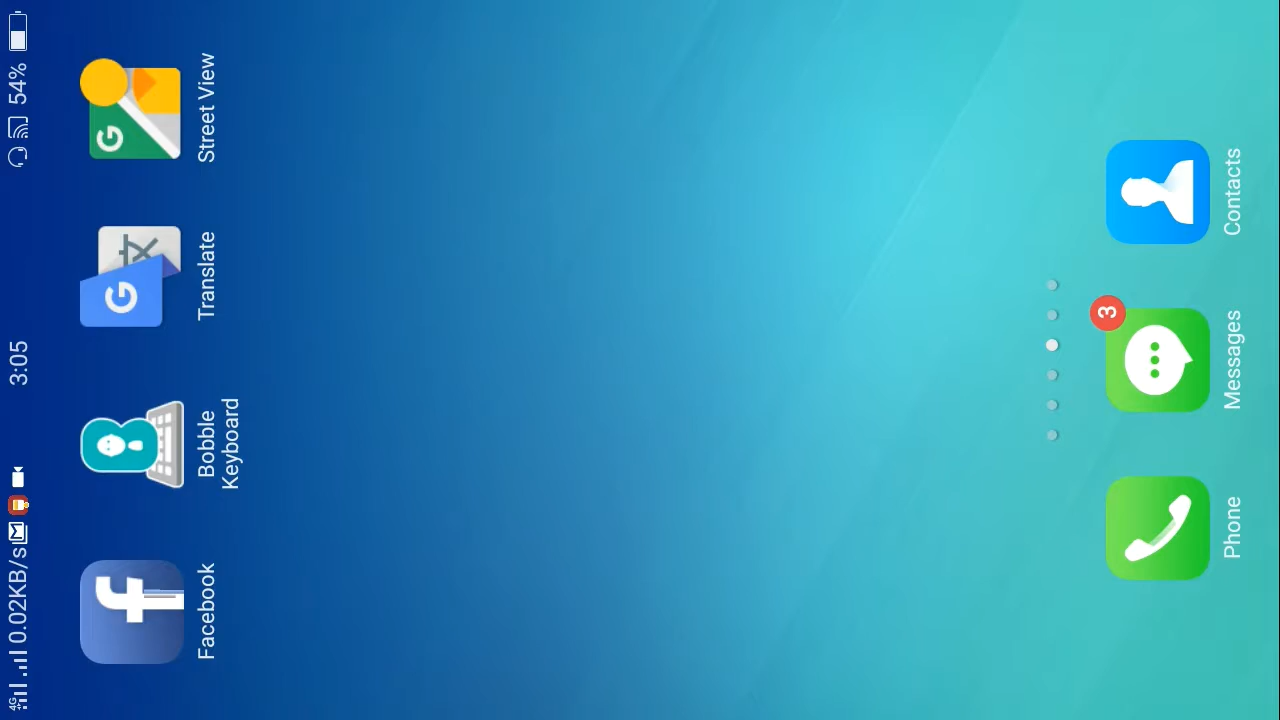 4G 0.02KB/s 3:05 54%
Facebook
Bobble
Keyboard
G
Translate
G
Street View
3
Phone
Messages
Contacts